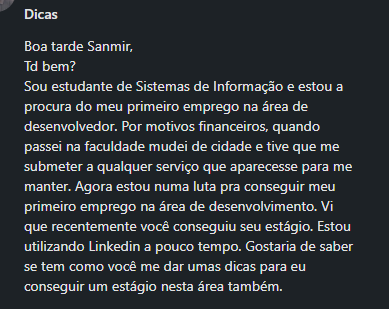 Dicas
Boa tarde Sanmir,
Td bem?
Sou estudante de Sistemas de Informação e estou a
procura do meu primeiro emprego na área de
desenvolvedor. Por motivos financeiros, quando
passei na faculdade mudei de cidade e tive que me
submeter a qualquer serviço que aparecesse para me
manter. Agora estou numa luta pra conseguir meu
primeiro emprego na área de desenvolvimento. Vi
que recentemente você conseguiu seu estágio. Estou
utilizando Linkedin a pouco tempo. Gostaria de saber
se tem como você me dar umas dicas para eu
conseguir um estágio nesta área também.